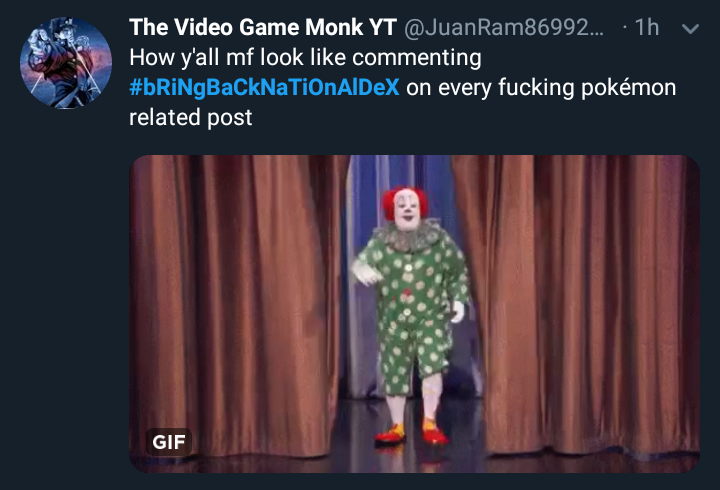 The Video Game Monk YT @JuanRam86992... · 1h
How y'all mf look like commenting
#bRiNgBaCkNaTiOnAlDeX on every fucking pokémon
related post
GIF